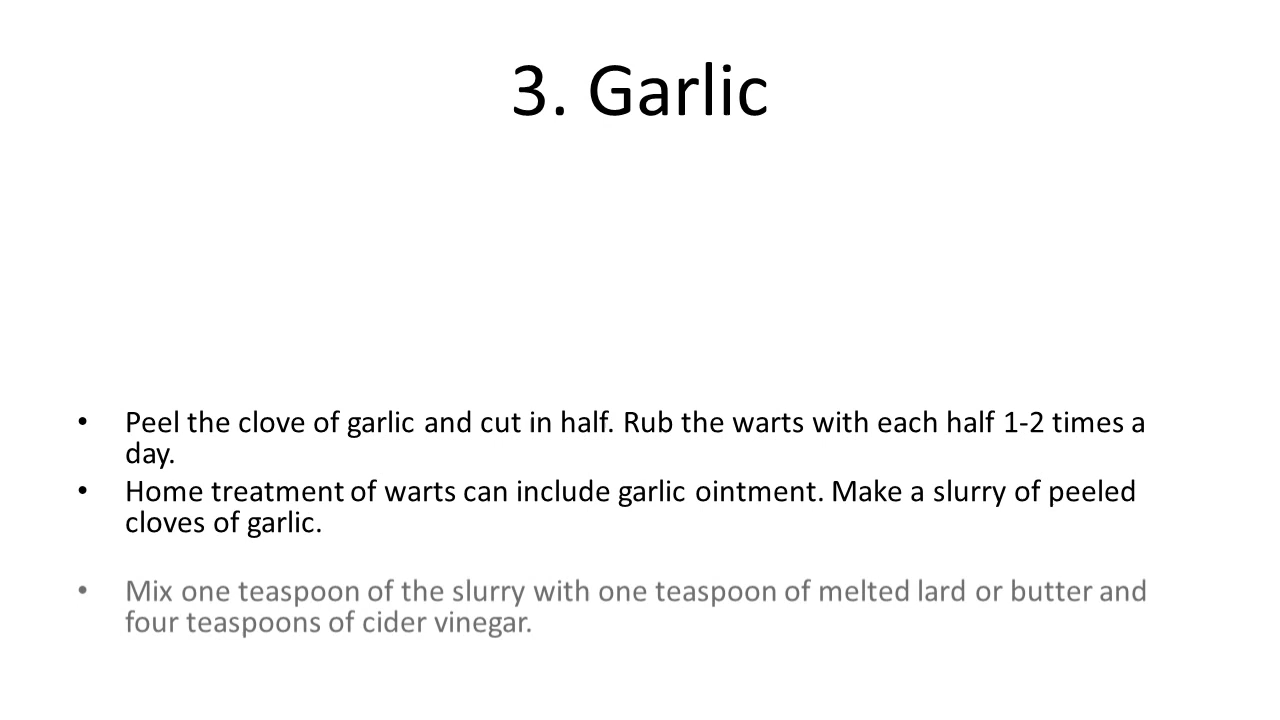 3. Garlic
• Peel the clove of garlic and cut in half. Rub the warts with each half 1-2 times a
day.
• Home treatment of warts can include garlic ointment. Make a slurry of peeled
cloves of garlic.
• Mix one teaspoon of the slurry with one teaspoon of melted lard or butter and
four teaspoons of cider vinegar.